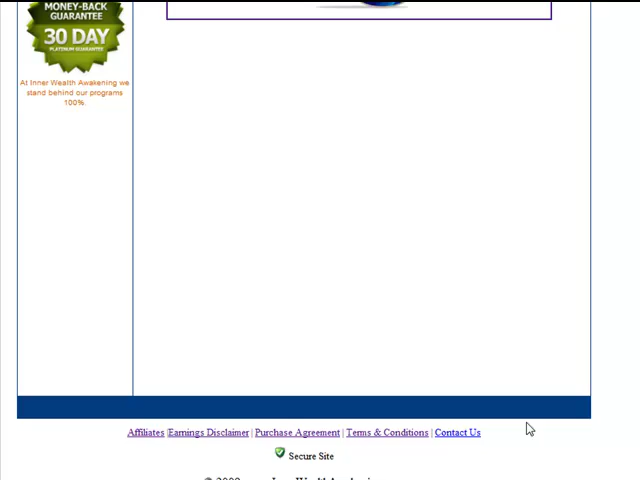 MONEY-BACK
GUARANTEE
30 DAY
PLATINUM GUARANTEE
At Inner Wealth Awakening we
stand behind our programs
100%.
Affiliates |Earnings Disclaimer | Purchase Agreement | Terms & Conditions | Contact Us
Secure Site